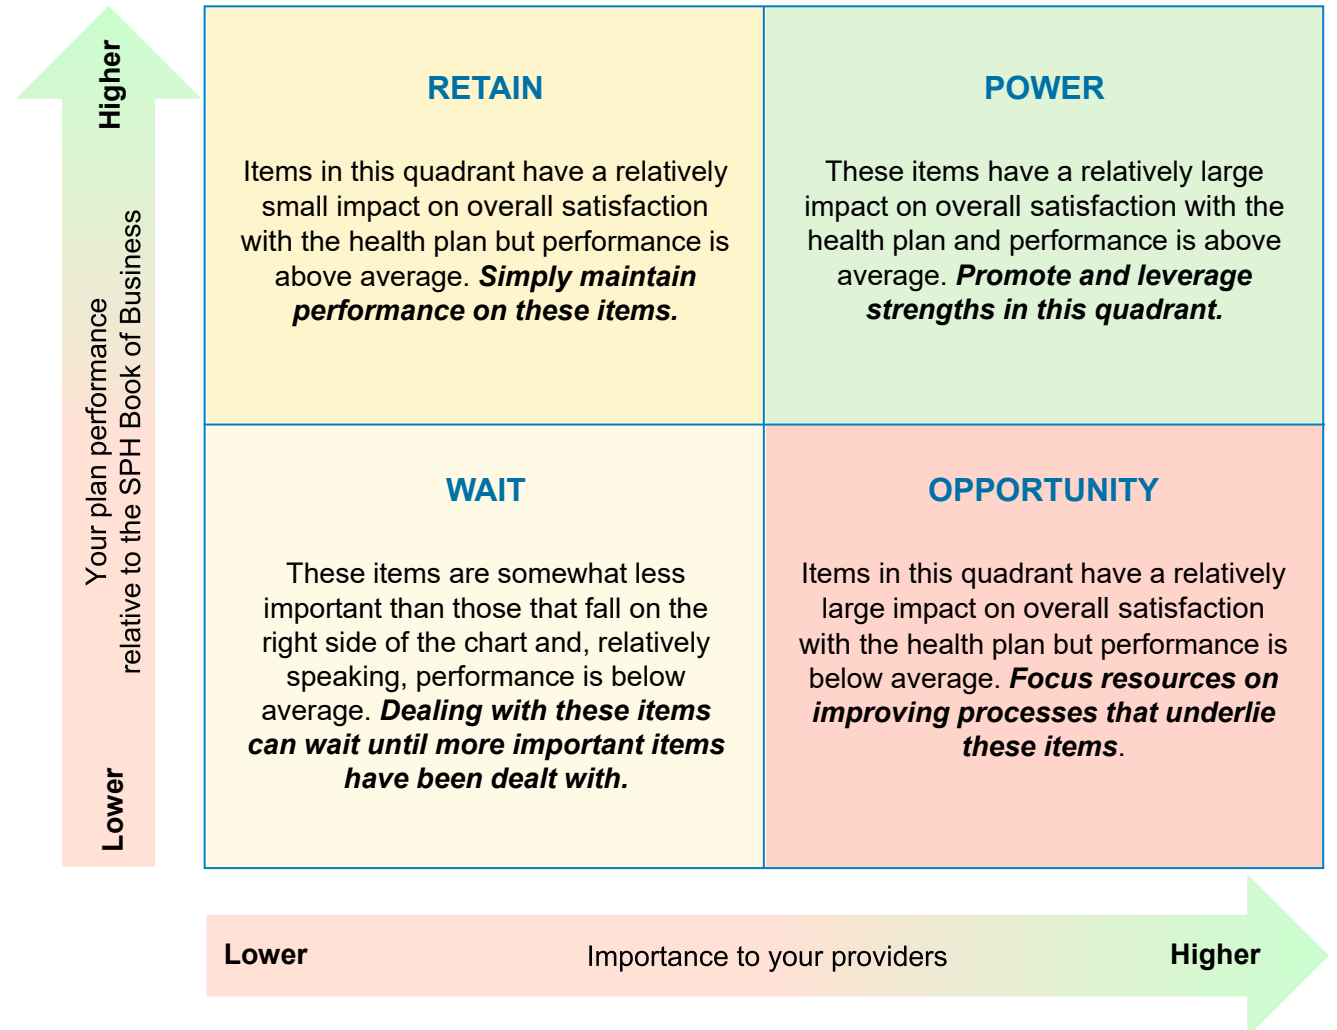 Higher
Your plan performance
relative to the SPH Book of Business
Lower
RETAIN
Items in this quadrant have a relatively
small impact on overall satisfaction
with the health plan but performance is
above average. Simply maintain
performance on these items.
POWER
These items have a relatively large
impact on overall satisfaction with the
health plan and performance is above
average. Promote and leverage
strengths in this quadrant.
WAIT
These items are somewhat less
important than those that fall on the
right side of the chart and, relatively
speaking, performance is below
average. Dealing with these items
can wait until more important items
have been dealt with.
OPPORTUNITY
Items in this quadrant have a relatively
large impact on overall satisfaction
with the health plan but performance is
below average. Focus resources on
improving processes that underlie
these items.
Lower
Importance to your providers
Higher